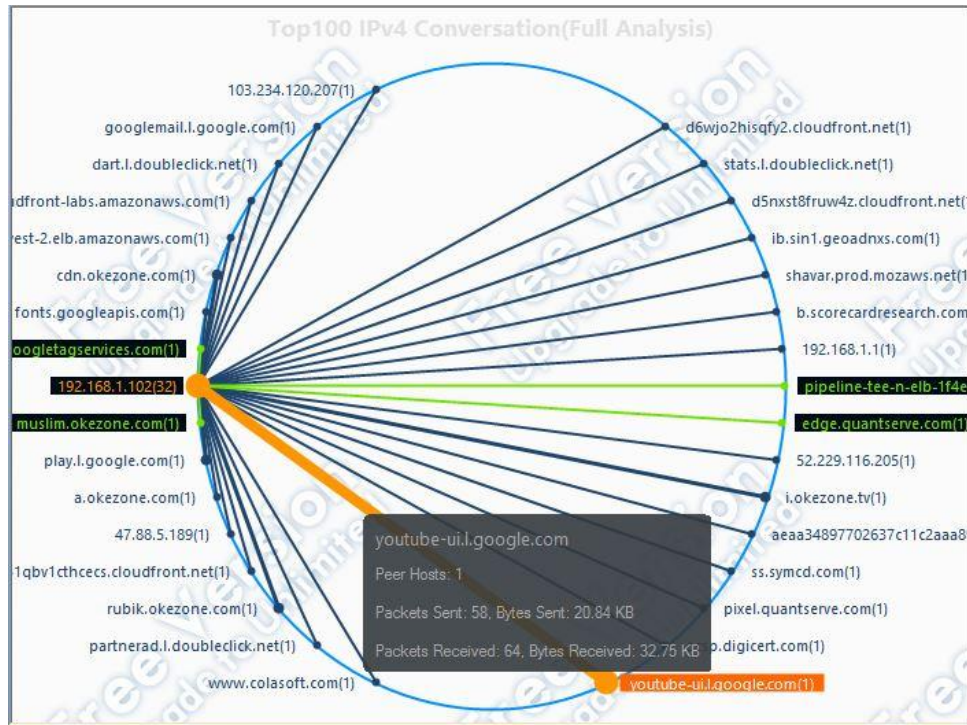 Top100 IPv4 Conversation(Full Analysis)
103.234.120.207(1)
googlemail.l.google.com(1)
dart.l.doubleclick.net(1)
dfront-labs.amazonaws.com(1)
est-2.elb.amazonaws.com(1)
cdn.okezone.com(1)
fonts.googleapis.com(1)
oogletagservices.com(1)
192.168.1.102(32)
muslim.okezone.com(1)
play.l.google.com(1)
a.okezone.com(1)
47.88.5.189(1)
1qbv1cthcecs.cloudfront.net(1)
rubik.okezone.com(1)
partnerad.l.doubleclick.net(1)
www.colasoft.com(1)
d6wjo2hisqfy2.cloudfront.net(1)
stats.l.doubleclick.net(1)
d5nxst8fruw4z.cloudfront.net(1
ib.sin1.geoadnxs.com(1)
shavar.prod.mozaws.net(1)
b.scorecardresearch.com
192.168.1.1(1)
pipeline-tee-n-elb-1f4e
edge.quantserve.com(1)
52.229.116.205(1)
i.okezone.tv(1)
aeaa34897702637c11c2aaa8
ss.symcd.com(1)
pixel.quantserve.com(1)
p.digicert.com(1)
youtube-ui.l.google.com(1)
youtube-ui.l.google.com
Peer Hosts: 1
Packets Sent: 58, Bytes Sent: 20.84 KB
Packets Received: 64, Bytes Received: 32.75 KB
Free Version
Upgrade to Unlimited